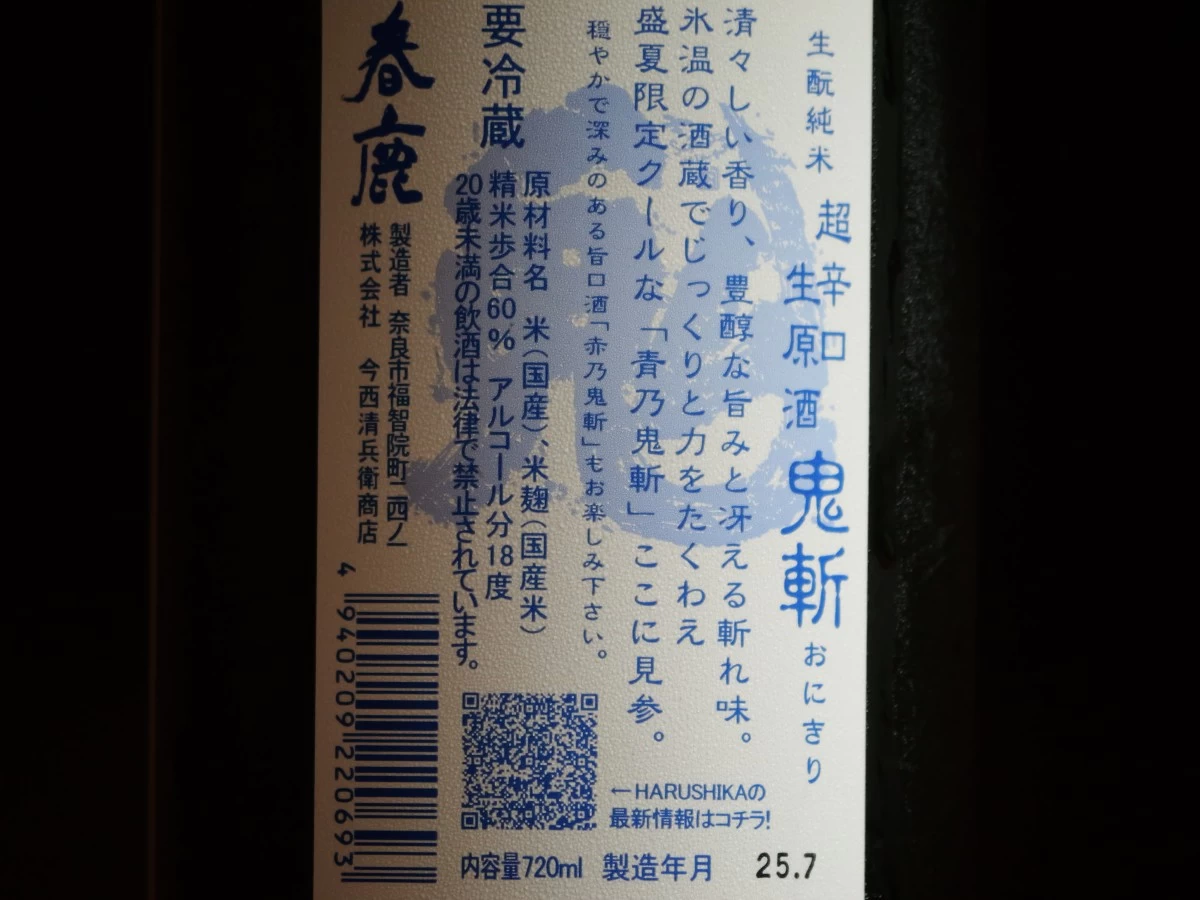 生酛純米
超辛口
生原酒
鬼斬
おにきり
清々しい香り、豊醇な旨みと冴える斬れ味。
氷温の酒蔵でじっくりと力をたくわえ
盛夏限定クールな「青乃鬼斬」ここに見参。
穏やかで深みのある旨口酒「赤乃鬼斬」もお楽しみ下さい。
要冷蔵
原材料名 米(国産)、米麹(国産米)
精米歩合60% アルコール分18度
20歳未満の飲酒は法律で禁止されています。
春鹿
製造者 奈良市福智院町二四ノ一
株式会社 今西清兵衛商店
4 940209 220693
←HARUSHIKAの
最新情報はコチラ!
内容量720ml 製造年月 25.7